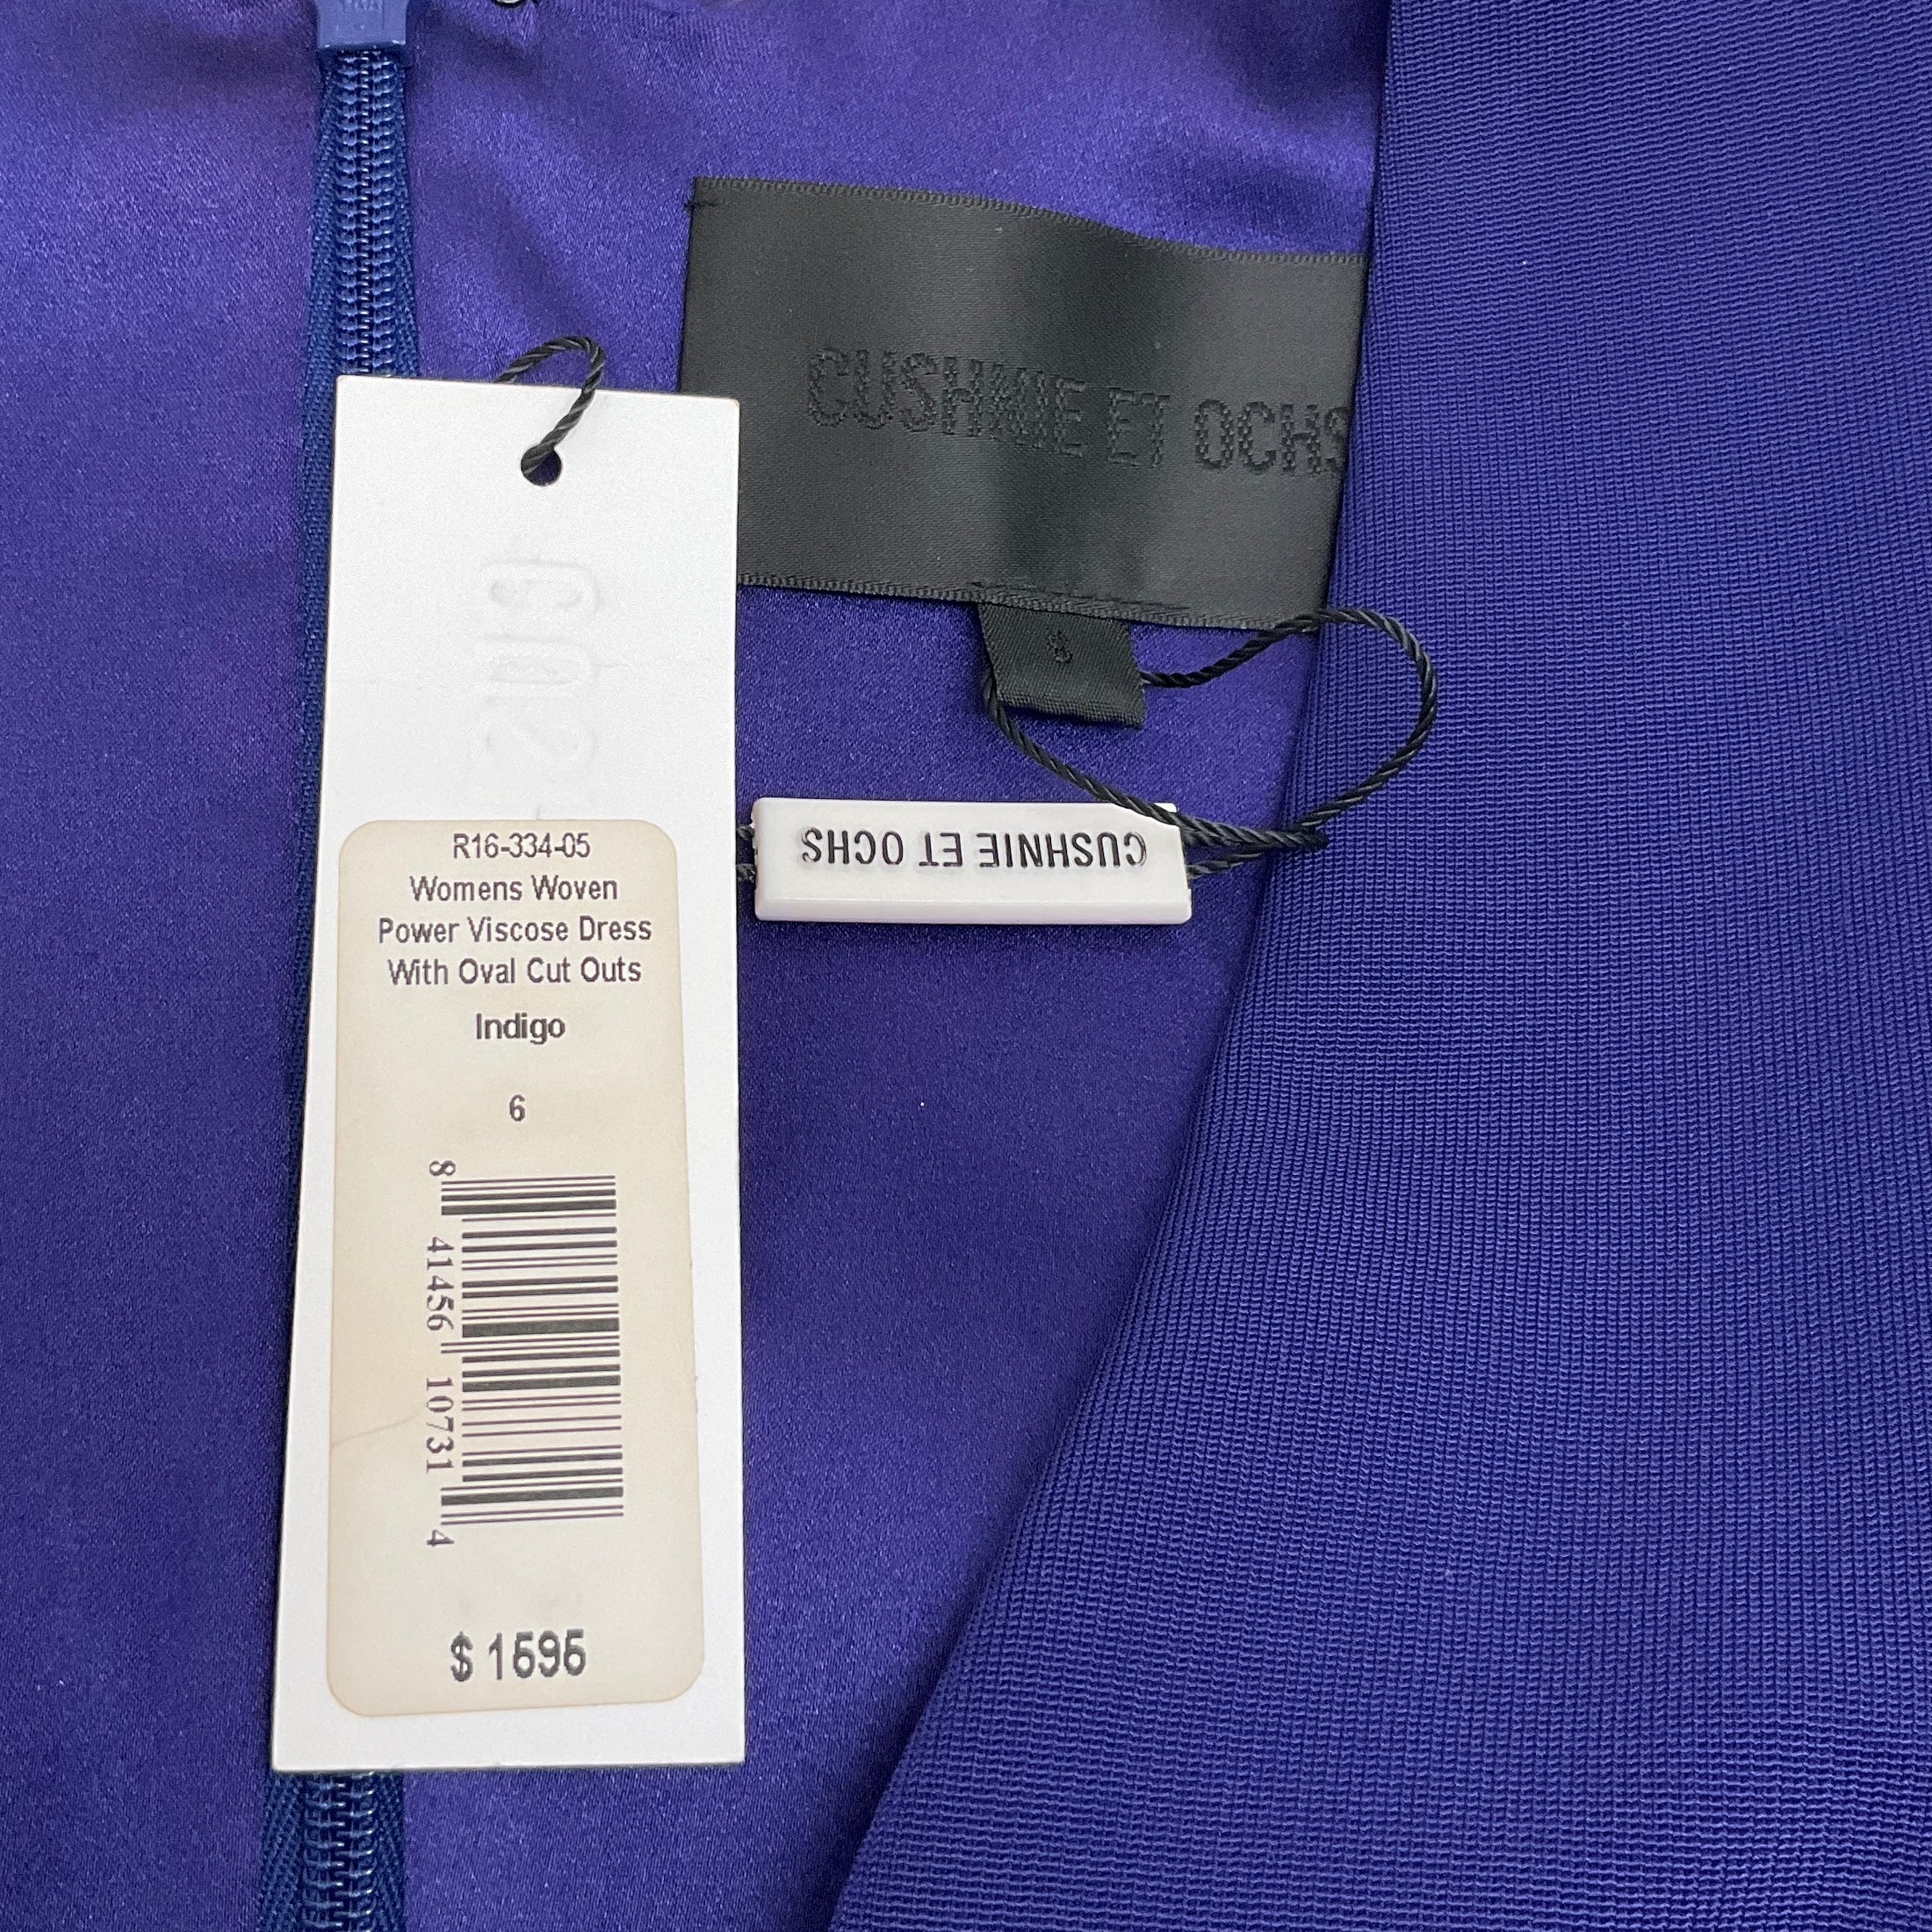 CUSHNIE ET OCHS
CUSHNIE ET OCHS
R16-334-05
Womens Woven
Power Viscose Dress
With Oval Cut Outs
Indigo
6
8 41456 10731 4
$ 1595